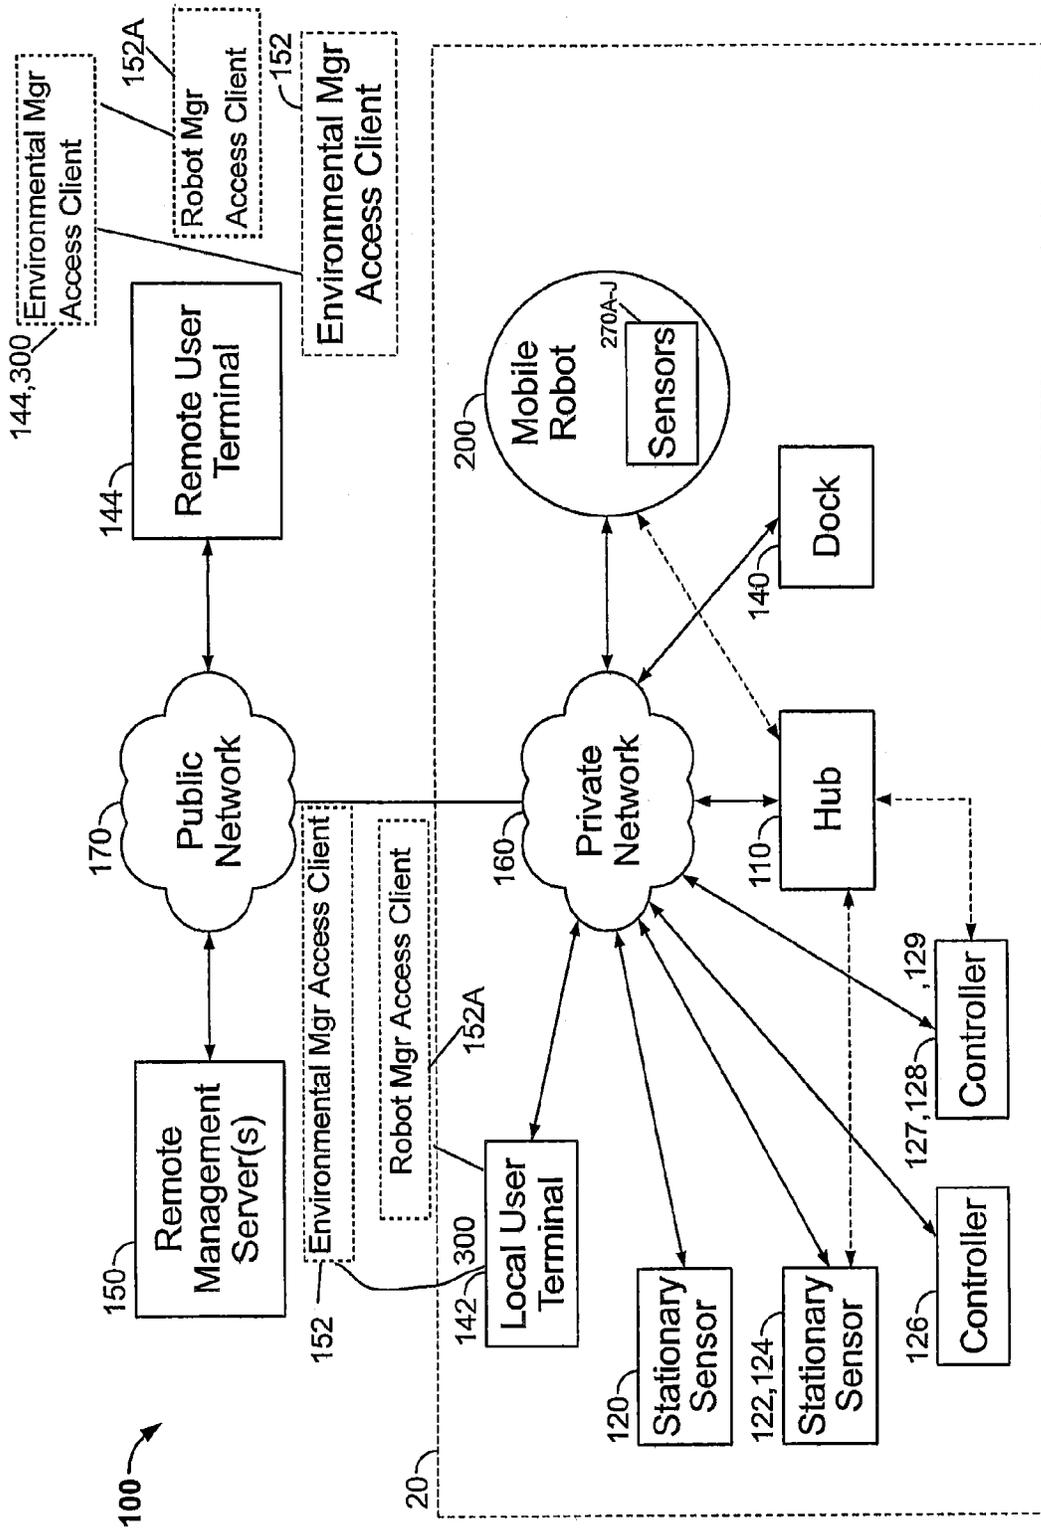 100
150
Remote
Management
Server(s)
170
Public
Network
144
Remote User
Terminal
144,300
Environmental Mgr
Access Client
152A
Robot Mgr
Access Client
152
Environmental Mgr
Access Client
152
Environmental Mgr Access Client
Robot Mgr Access Client
152A
20
142
300
Local User
Terminal
160
Private
Network
200
Mobile
Robot
270A-J
Sensors
120
Stationary
Sensor
122,124
Stationary
Sensor
126
Controller
127,128
,129
Controller
110
Hub
140
Dock